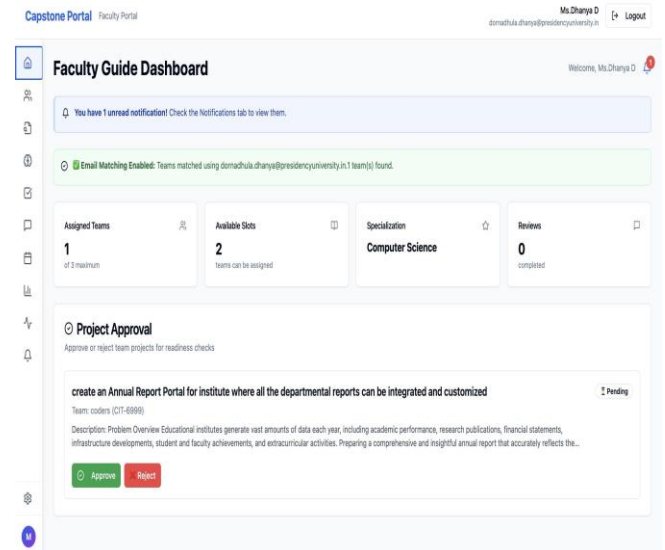 Capstone Portal Faculty Portal
Ms.Dhanya D
dornadhula.dhanya@presidencyuniversity.in
Logout
Faculty Guide Dashboard
Welcome, Ms.Dhanya D
1
You have 1 unread notification! Check the Notifications tab to view them.
Email Matching Enabled: Teams matched using dornadhula.dhanya@presidencyuniversity.in.1 team(s) found.
Assigned Teams
1
of 3 maximum
Available Slots
2
teams can be assigned
Specialization
Computer Science
Reviews
0
completed
Project Approval
Approve or reject team projects for readiness checks
create an Annual Report Portal for institute where all the departmental reports can be integrated and customized
Pending
Team: coders (CIT-6999)
Description: Problem Overview Educational institutes generate vast amounts of data each year, including academic performance, research publications, financial statements,
infrastructure developments, student and faculty achievements, and extracurricular activities. Preparing a comprehensive and insightful annual report that accurately reflects the...
Approve
Reject
M